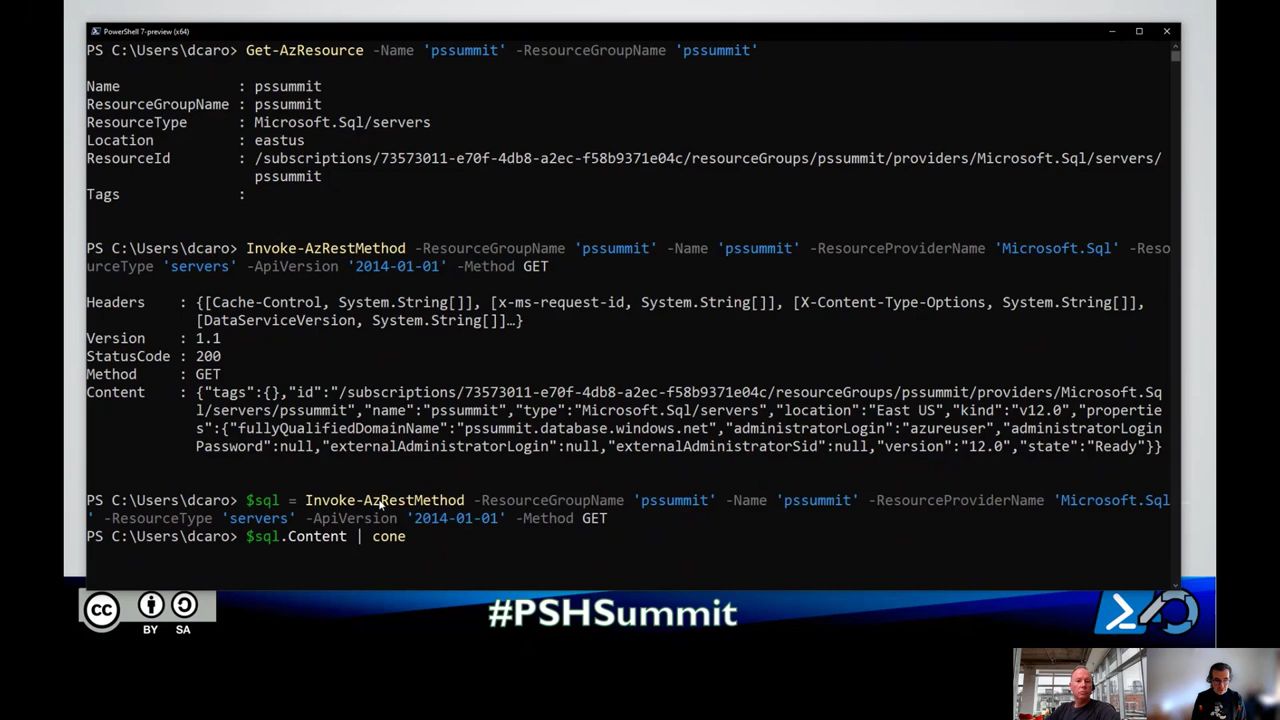 PowerShell 7-preview (x64)
PS C:\Users\dcaro> Get-AzResource -Name 'pssummit' -ResourceGroupName 'pssummit'
Name : pssummit
ResourceGroupName : pssummit
ResourceType : Microsoft.Sql/servers
Location : eastus
ResourceId : /subscriptions/73573011-e70f-4db8-a2ec-f58b9371e04c/resourceGroups/pssummit/providers/Microsoft.Sql/servers/
pssummit
Tags :
PS C:\Users\dcaro> Invoke-AzRestMethod -ResourceGroupName 'pssummit' -Name 'pssummit' -ResourceProviderName 'Microsoft.Sql' -Reso
urceType 'servers' -ApiVersion '2014-01-01' -Method GET
Headers : {[Cache-Control, System.String[]], [x-ms-request-id, System.String[]], [X-Content-Type-Options, System.String[]],
[DataServiceVersion, System.String[]]…}
Version : 1.1
StatusCode : 200
Method : GET
Content : {"tags":{},"id":"/subscriptions/73573011-e70f-4db8-a2ec-f58b9371e04c/resourceGroups/pssummit/providers/Microsoft.Sq
l/servers/pssummit","name":"pssummit","type":"Microsoft.Sql/servers","location":"East US","kind":"v12.0","propertie
s":{"fullyQualifiedDomainName":"pssummit.database.windows.net","administratorLogin":"azureuser","administratorLogin
Password":null,"externalAdministratorLogin":null,"externalAdministratorSid":null,"version":"12.0","state":"Ready"}}
PS C:\Users\dcaro> $sql = Invoke-AzRestMethod -ResourceGroupName 'pssummit' -Name 'pssummit' -ResourceProviderName 'Microsoft.Sql
' -ResourceType 'servers' -ApiVersion '2014-01-01' -Method GET
PS C:\Users\dcaro> $sql.Content | cone
#PSHSummit
cc
BY SA